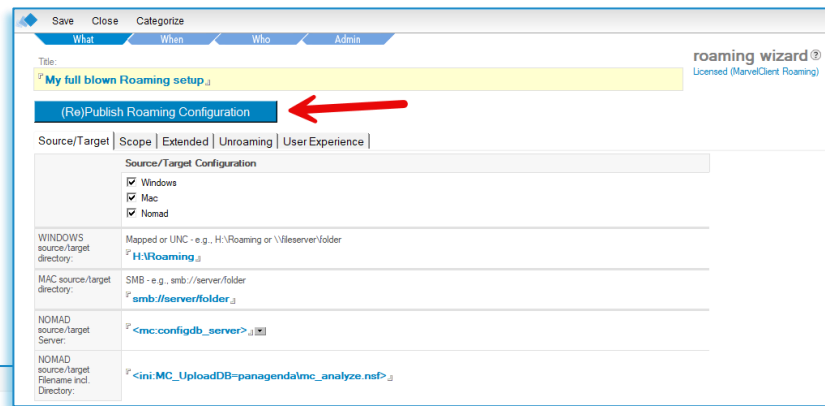 Save Close Categorize
What When Who Admin
roaming wizard ?
Licensed (MarvelClient Roaming)
Title:
My full blown Roaming setup
(Re)Publish Roaming Configuration
Source/Target Scope Extended Unroaming User Experience
Source/Target Configuration
Windows
Mac
Nomad
WINDOWS
source/target
directory:
Mapped or UNC - e.g., H:\Roaming or \\fileserver\folder
H:\Roaming
MAC source/target
directory:
SMB - e.g., smb://server/folder
smb://server/folder
NOMAD
source/target
Server:
<mc:configdb_server>
NOMAD
source/target
Filename incl.
Directory:
<ini:MC_UploadDB=panagenda\mc_analyze.nsf>